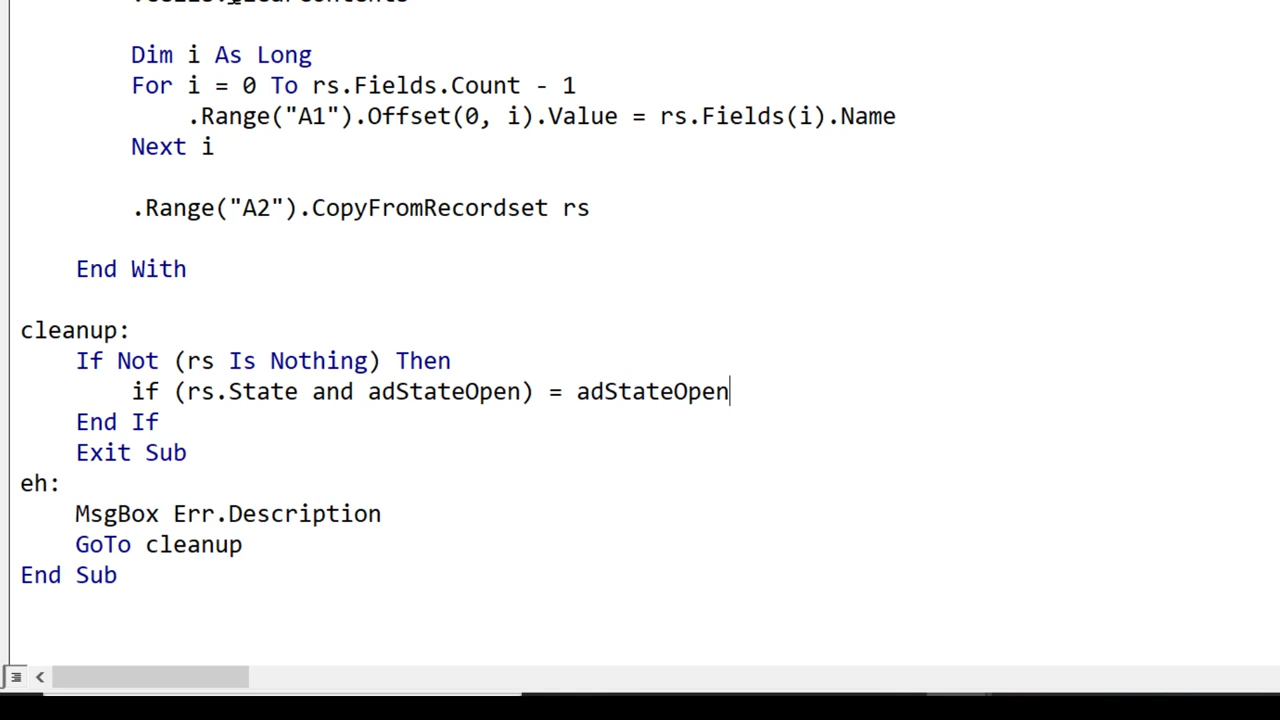 Dim i As Long
For i = 0 To rs.Fields.Count - 1
.Range("A1").Offset(0, i).Value = rs.Fields(i).Name
Next i
.Range("A2").CopyFromRecordset rs
End With
cleanup:
If Not (rs Is Nothing) Then
if (rs.State and adStateOpen) = adStateOpen
End If
Exit Sub
eh:
MsgBox Err.Description
GoTo cleanup
End Sub